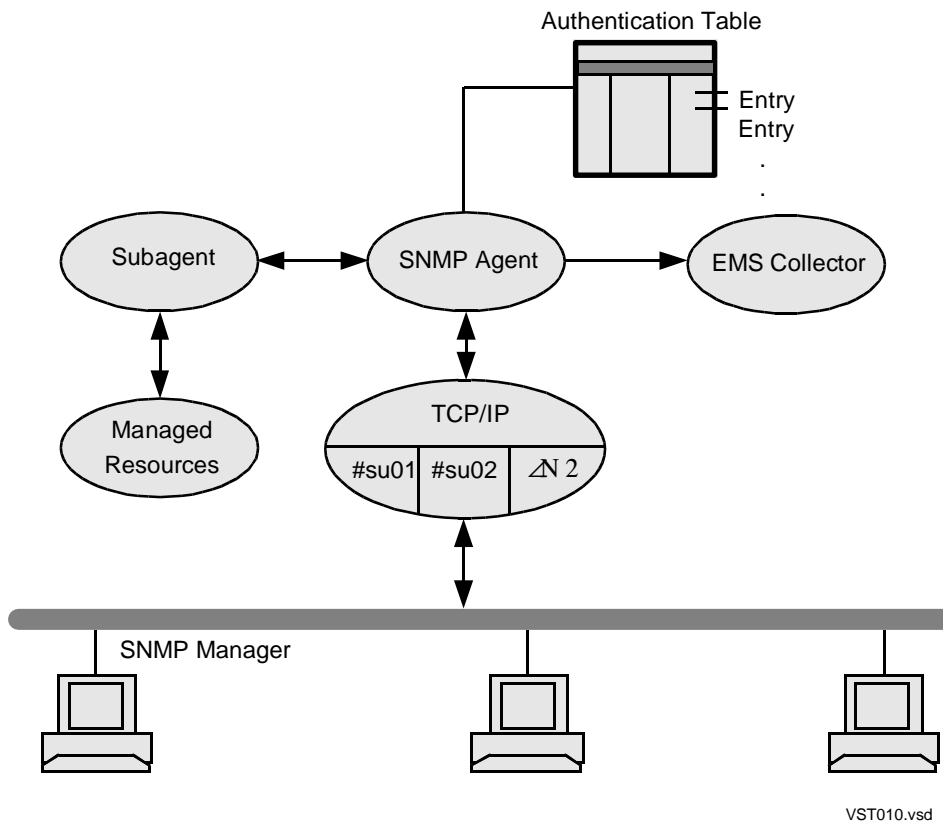 Authentication Table
Entry
Entry
.
.
Subagent
SNMP Agent
EMS Collector
TCP/IP
Managed
Resources
#su01
#su02
N 2
SNMP Manager
VST010.vsd